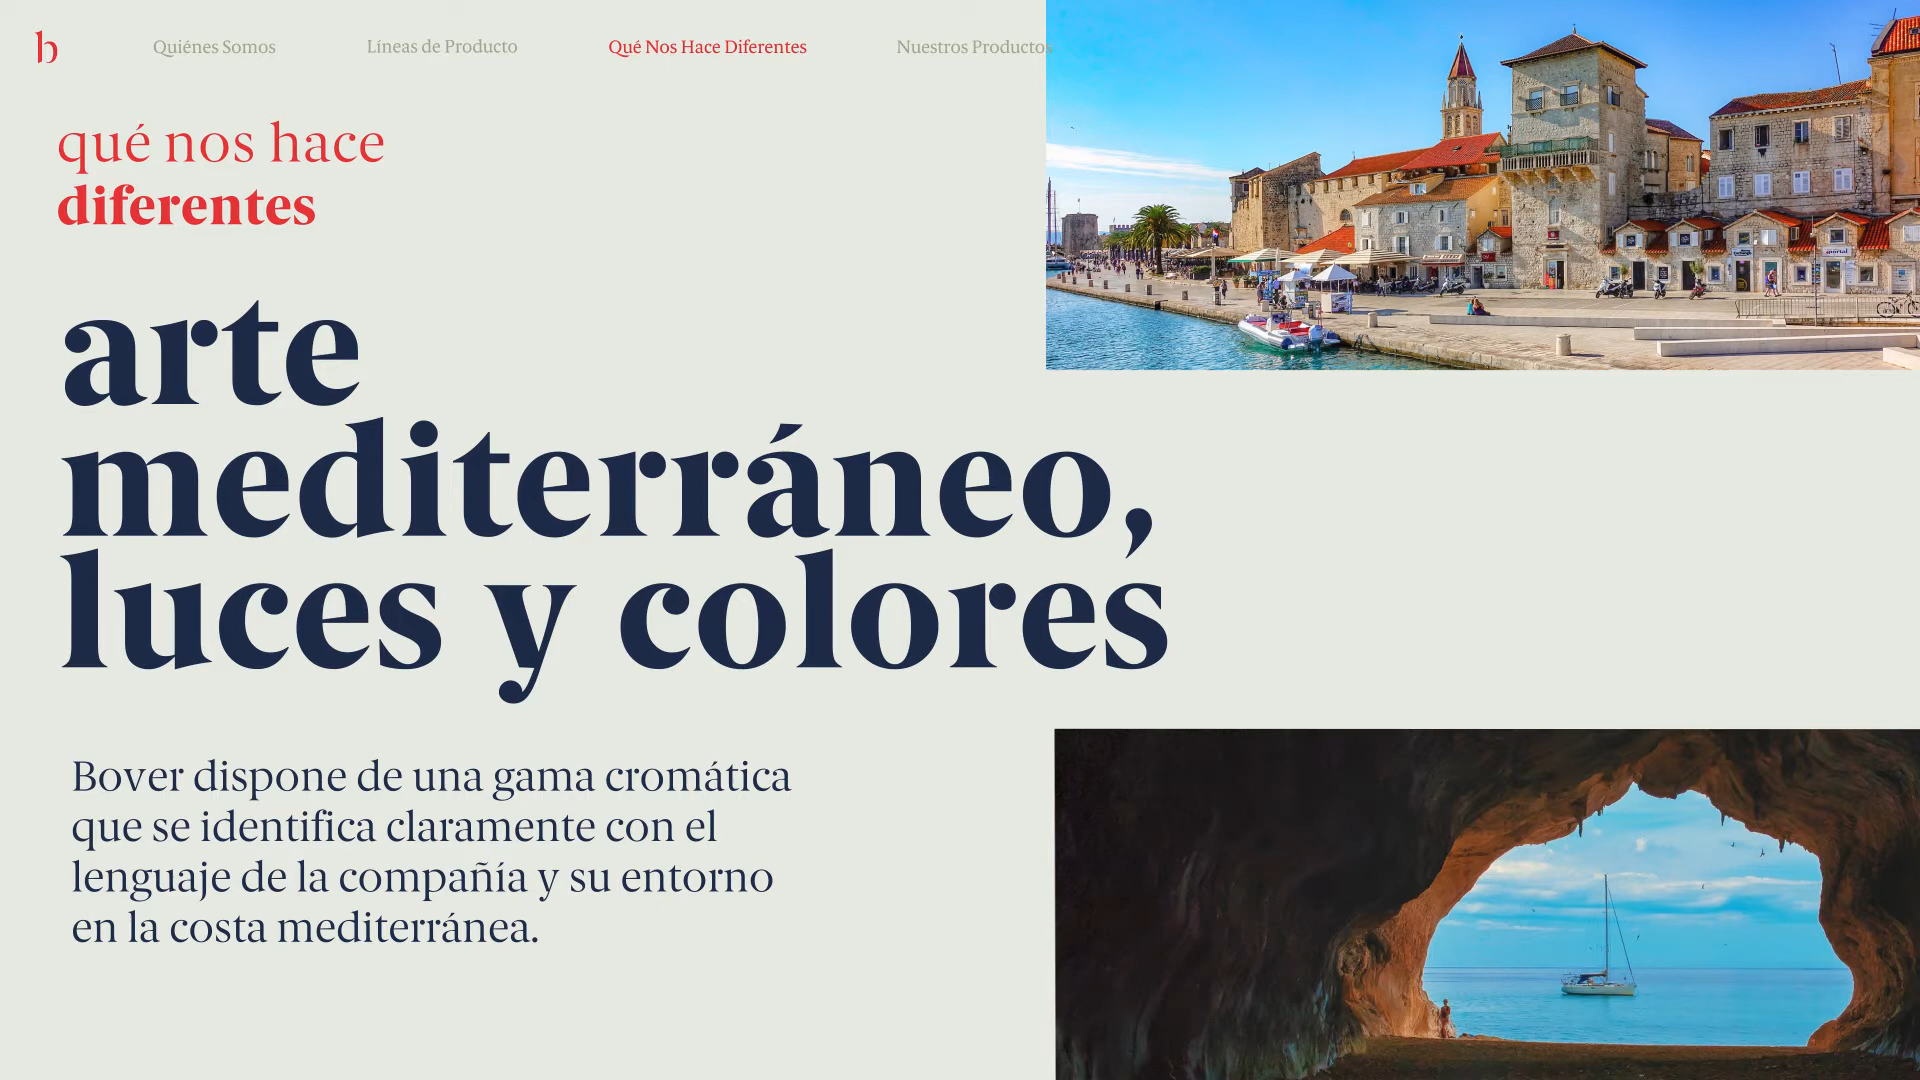 b
Quiénes Somos
Líneas de Producto
Qué Nos Hace Diferentes
Nuestros Productos
qué nos hace
diferentes
arte
mediterráneo,
luces y colores
Bover dispone de una gama cromática
que se identifica claramente con el
lenguaje de la compañía y su entorno
en la costa mediterránea.